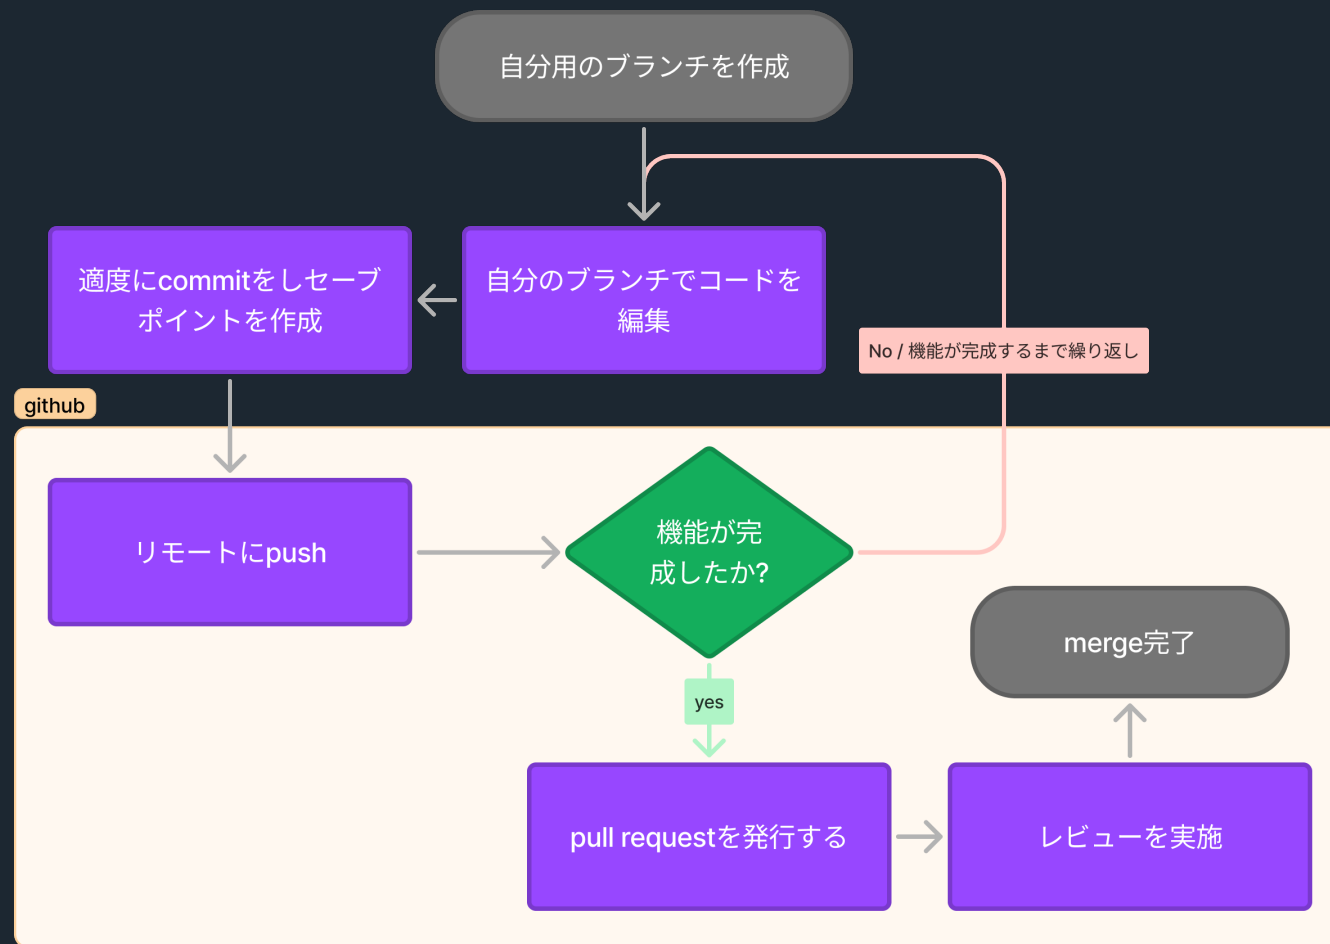 自分用のブランチを作成
適度にcommitをしセーブ
ポイントを作成
自分のブランチでコードを
編集
No / 機能が完成するまで繰り返し
github
リモートにpush
機能が完
成したか?
merge完了
yes
pull requestを発行する
レビューを実施